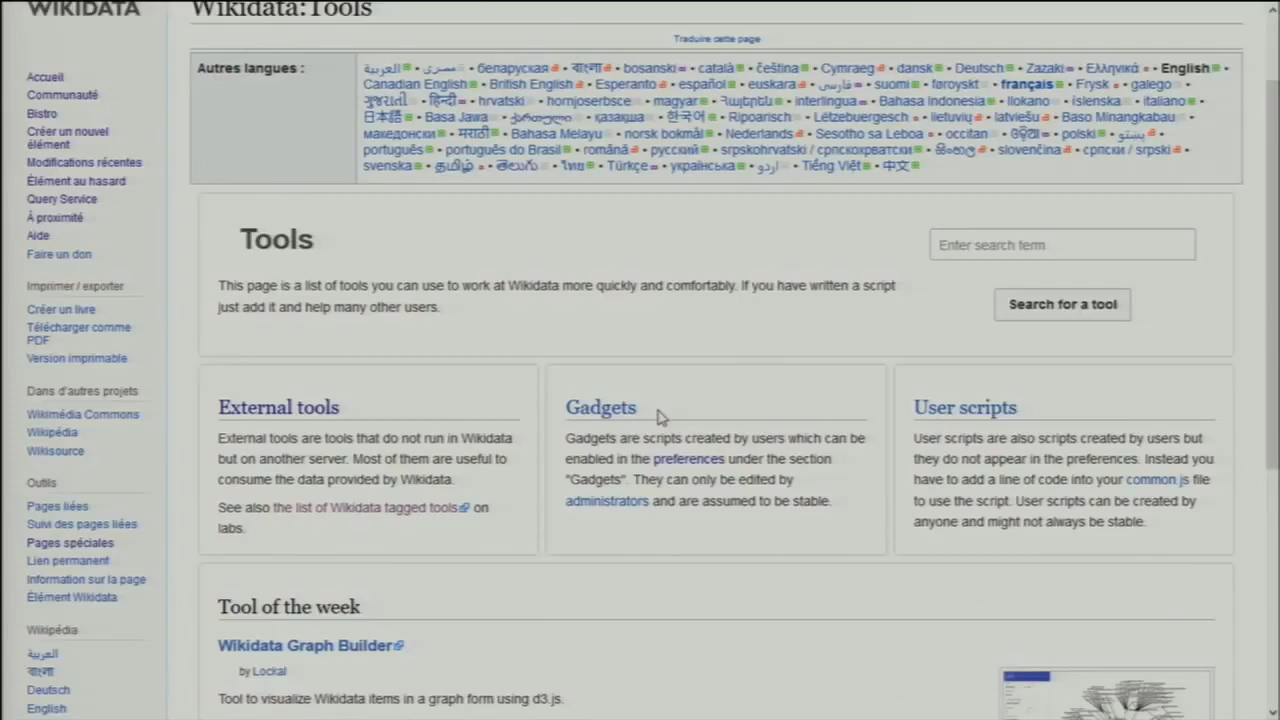 WIKIDATA
Wikidata:Tools
Traduire cette page
Autres langues :
العربية • مصرى • беларуская • বাংলা • bosanski • català • čeština • Cymraeg • dansk • Deutsch • Zazaki • Ελληνικά • English •
Canadian English • British English • Esperanto • español • euskara • فارسی • suomi • føroyskt • français • Frysk • galego •
ગુજરાતી • हिन्दी • hrvatski • hornjoserbsce • magyar • Հայերեն • interlingua • Bahasa Indonesia • Ilokano • íslenska • italiano •
日本語 • Basa Jawa • ქართული • қазақша • 한국어 • Ripoarisch • Lëtzebuergesch • lietuvių • latviešu • Baso Minangkabau •
македонски • मराठी • Bahasa Melayu • norsk bokmål • Nederlands • Sesotho sa Leboa • occitan • ଓଡ଼ିଆ • polski • پښتو •
português • português do Brasil • română • русский • srpskohrvatski / српскохрватски • සිංහල • slovenčina • српски / srpski •
svenska • தமிழ் • తెలుగు • ไทย • Türkçe • українська • اردو • Tiếng Việt • 中文
Accueil
Communauté
Bistro
Créer un nouvel
élément
Modifications récentes
Élément au hasard
Query Service
À proximité
Aide
Faire un don
Imprimer / exporter
Créer un livre
Télécharger comme
PDF
Version imprimable
Dans d'autres projets
Wikimédia Commons
Wikipédia
Wikisource
Outils
Pages liées
Suivi des pages liées
Pages spéciales
Lien permanent
Information sur la page
Élément Wikidata
Wikipédia
العربية
বাংলা
Deutsch
English
Tools
Enter search term
This page is a list of tools you can use to work at Wikidata more quickly and comfortably. If you have written a script
just add it and help many other users.
Search for a tool
External tools
External tools are tools that do not run in Wikidata
but on another server. Most of them are useful to
consume the data provided by Wikidata.
See also the list of Wikidata tagged tools on
labs.
Gadgets
Gadgets are scripts created by users which can be
enabled in the preferences under the section
"Gadgets". They can only be edited by
administrators and are assumed to be stable.
User scripts
User scripts are also scripts created by users but
they do not appear in the preferences. Instead you
have to add a line of code into your common.js file
to use the script. User scripts can be created by
anyone and might not always be stable.
Tool of the week
Wikidata Graph Builder
by Lockal
Tool to visualize Wikidata items in a graph form using d3.js.